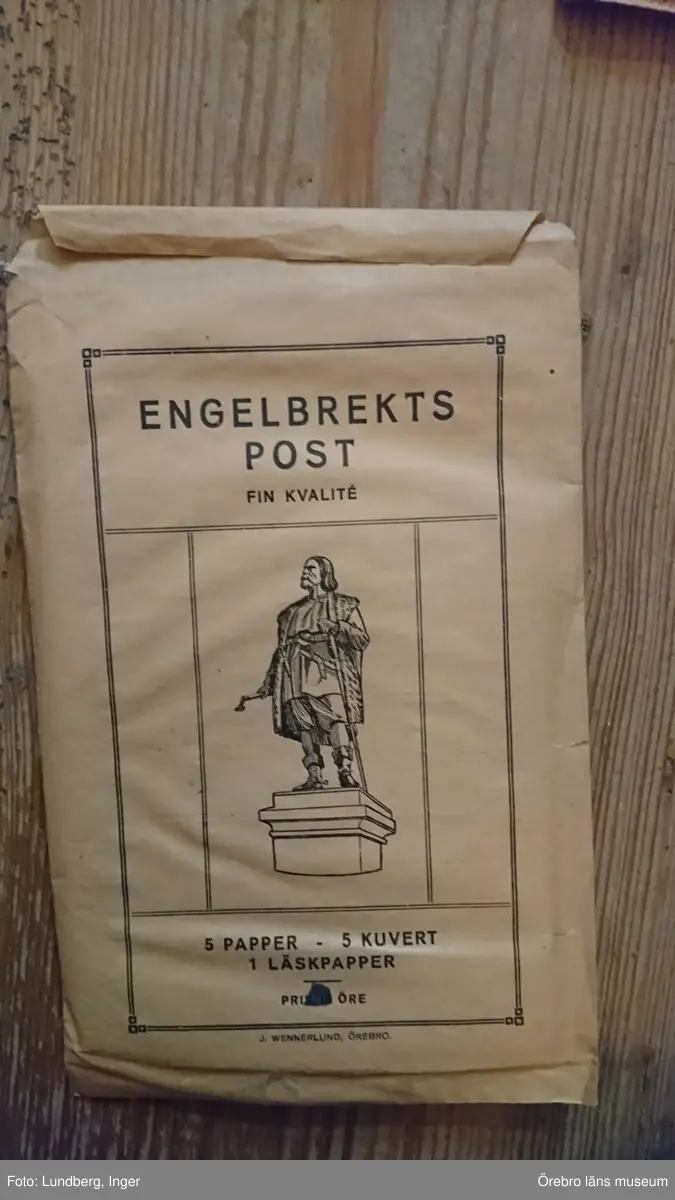 ENGELBREKTS
POST
FIN KVALITÉ
5 PAPPER - 5 KUVERT
1 LÄSKPAPPER
ÖRE
J. WENNERLUND, ÖREBRO.
Foto: Lundberg, Inger
Örebro läns museum